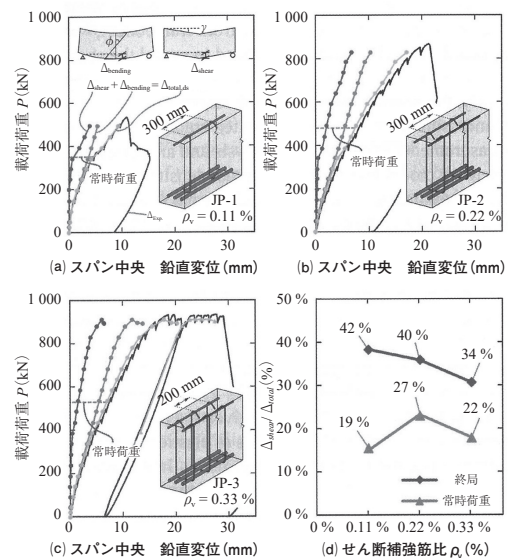 1 000
800
600
400
200
0
載荷荷重 P(kN)
Δbending
Δshear
Δshear + Δbending = Δtotal,ds
300 mm
常時荷重
ΔExp.
JP-1
ρv = 0.11 %
0 10 20 30
(a) スパン中央 鉛直変位(mm)
1 000
800
600
400
200
0
載荷荷重 P(kN)
300 mm
常時荷重
JP-2
ρv = 0.22 %
0 10 20 30
(b) スパン中央 鉛直変位(mm)
1 000
800
600
400
200
0
載荷荷重 P(kN)
200 mm
常時荷重
JP-3
ρv = 0.33 %
0 10 20 30
(c) スパン中央 鉛直変位(mm)
50 %
40 %
30 %
20 %
10 %
Δshear/Δtotal(%)
42 %
40 %
34 %
19 %
27 %
22 %
終局
常時荷重
0 % 0.11 % 0.22 % 0.33 %
(d) せん断補強筋比 ρv(%)